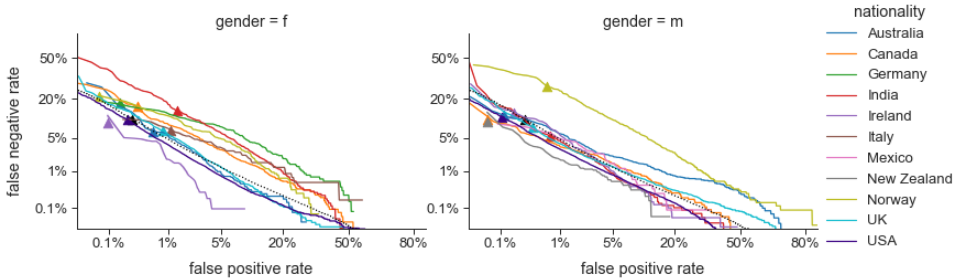 gender = f
gender = m
nationality
Australia
Canada
Germany
India
Ireland
Italy
Mexico
New Zealand
Norway
UK
USA
false negative rate
50%
20%
5%
1%
0.1%
0.1%
1%
5%
20%
50%
80%
false positive rate
50%
20%
5%
1%
0.1%
0.1%
1%
5%
20%
50%
80%
false positive rate